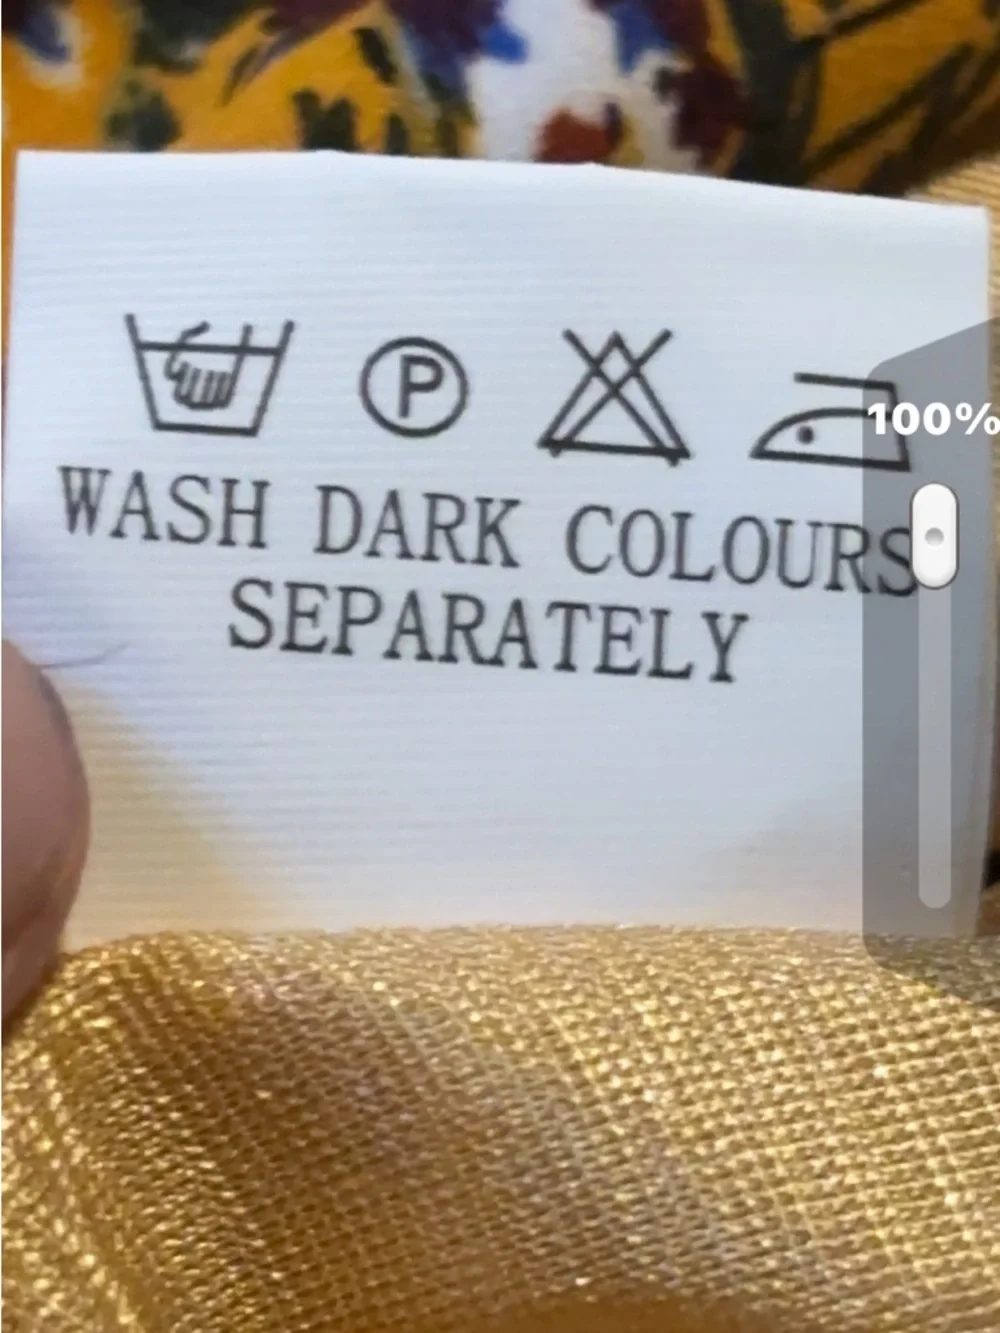 P
100%
WASH DARK COLOURS
SEPARATELY